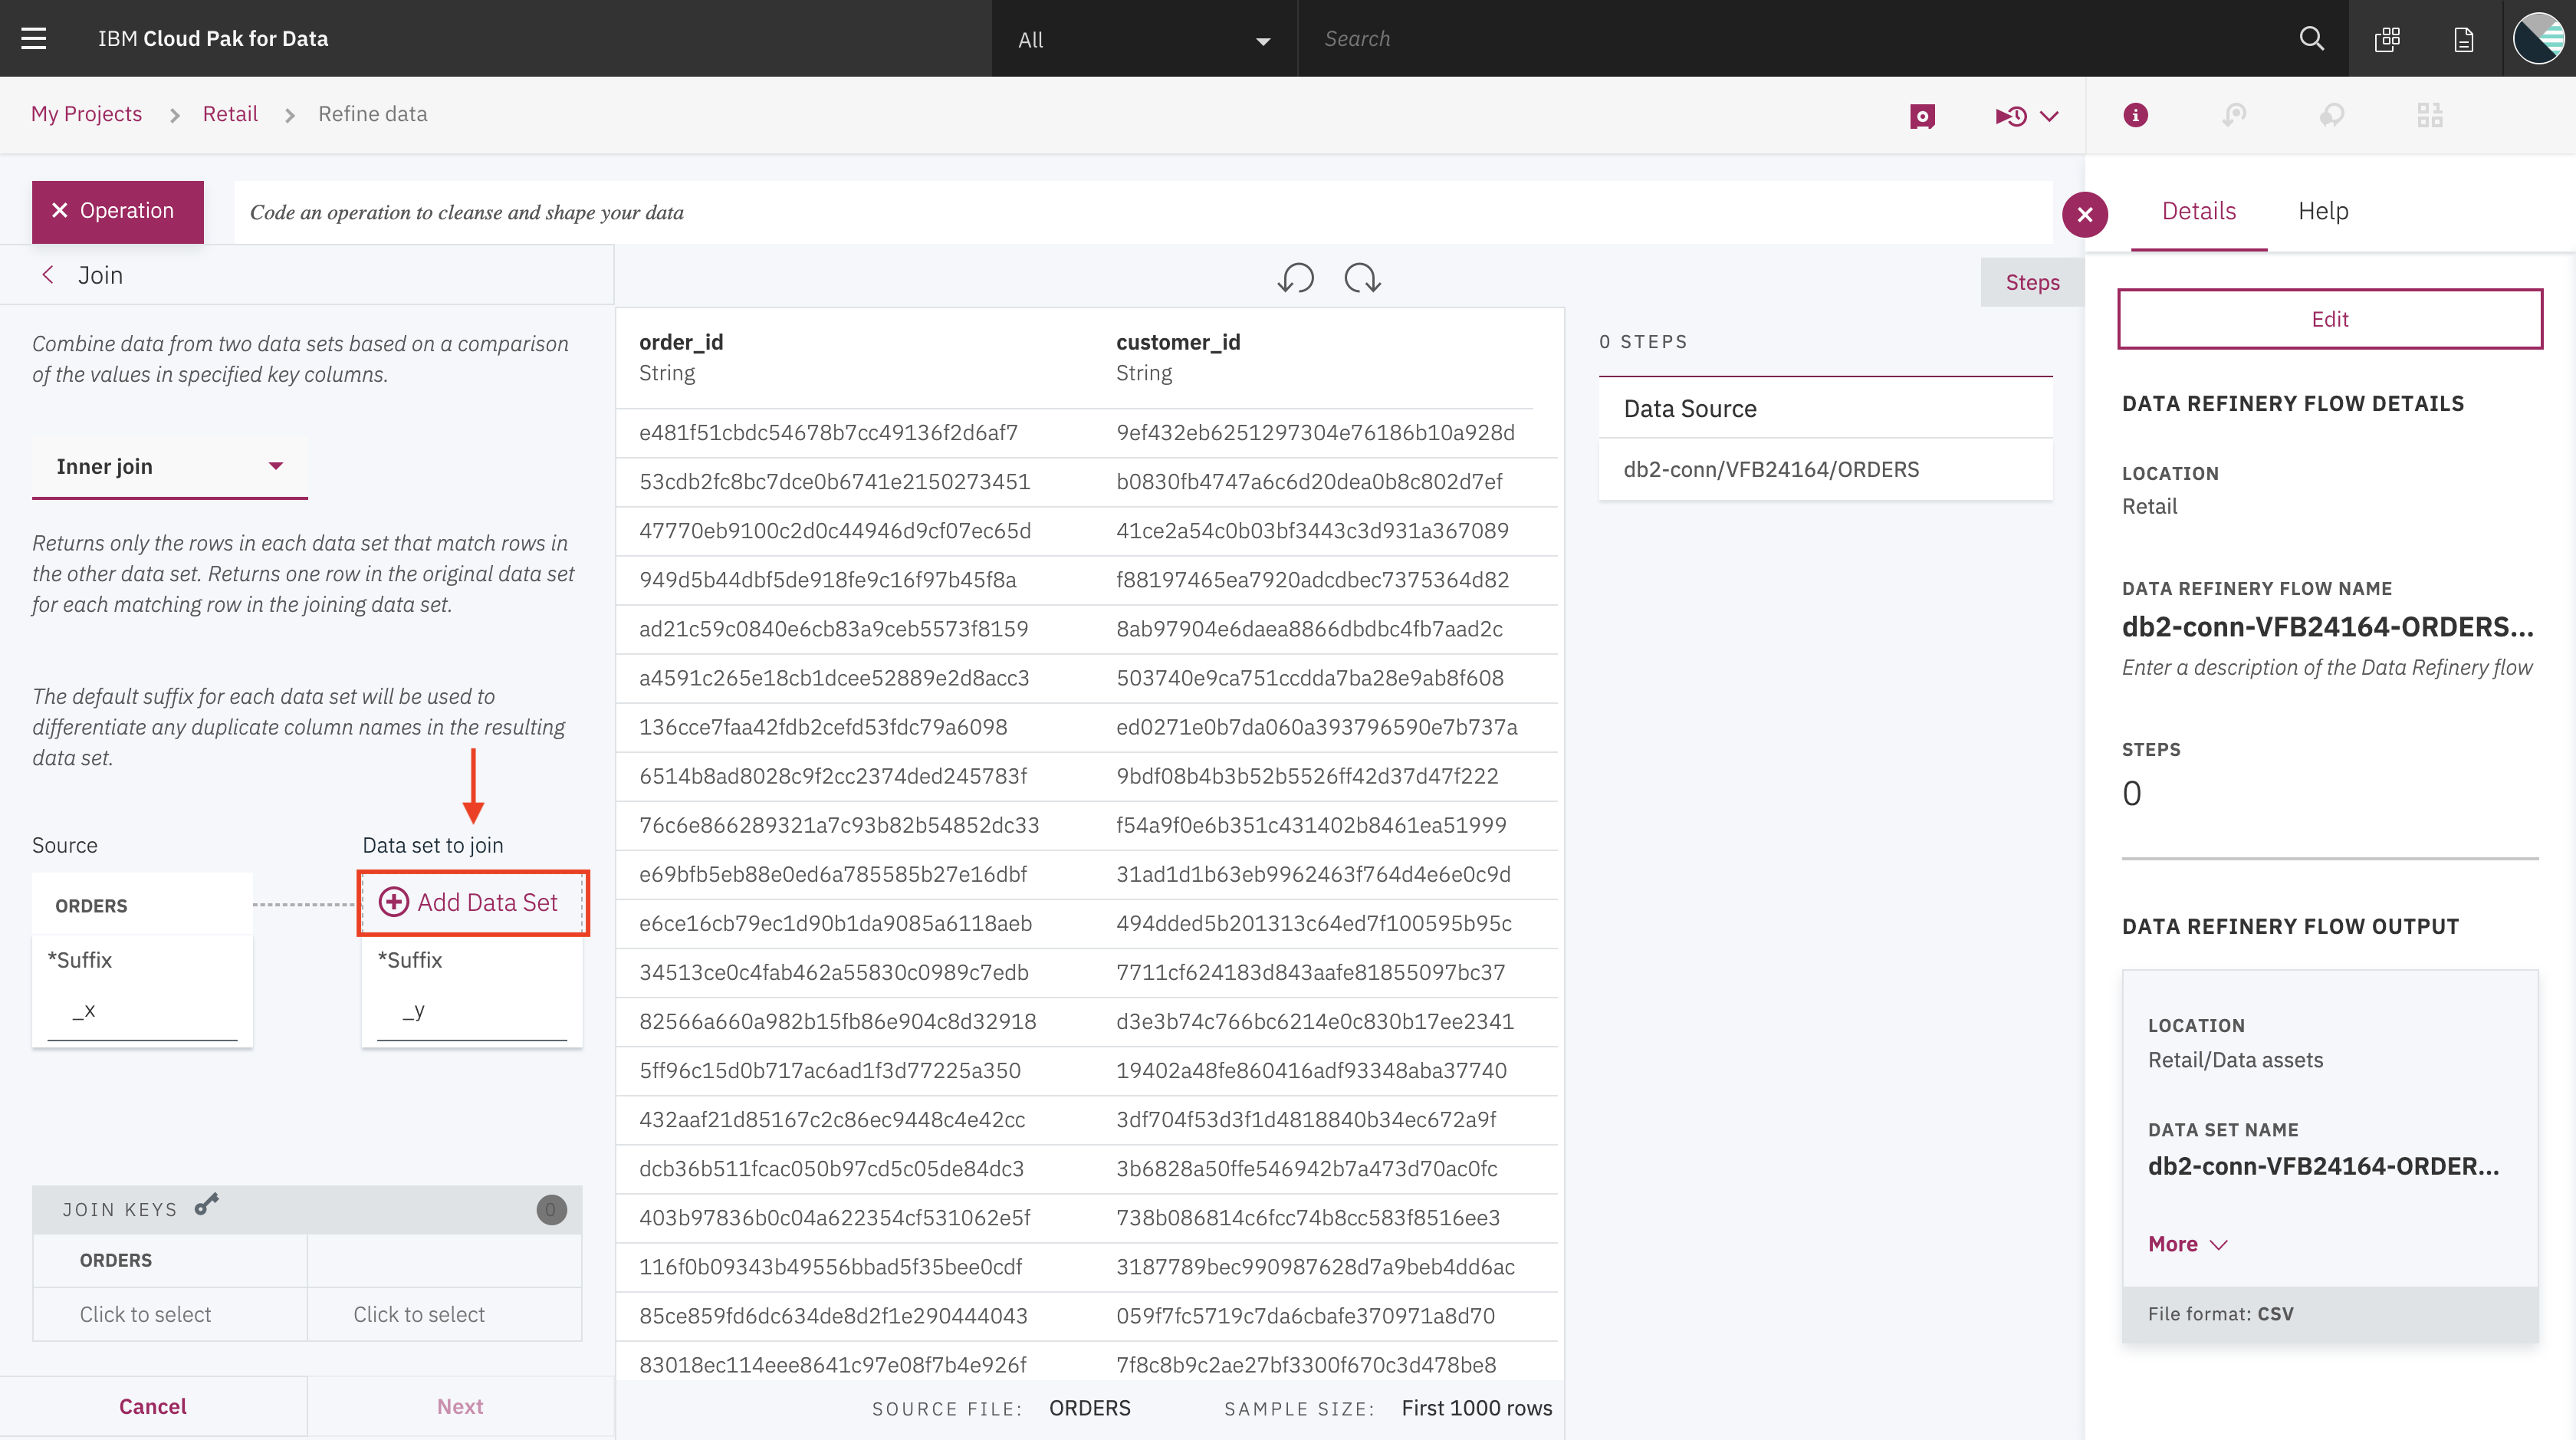 IBM Cloud Pak for Data
All
Search
My Projects
Retail
Refine data
Operation
Code an operation to cleanse and shape your data
Details
Help
Join
Steps
Combine data from two data sets based on a comparison
of the values in specified key columns.
Inner join
Returns only the rows in each data set that match rows in
the other data set. Returns one row in the original data set
for each matching row in the joining data set.
The default suffix for each data set will be used to
differentiate any duplicate column names in the resulting
data set.
Source
Data set to join
ORDERS
Add Data Set
*Suffix
*Suffix
_x
_y
JOIN KEYS
0
ORDERS
Click to select
Click to select
Cancel
Next
order_id
customer_id
String
String
e481f51cbdc54678b7cc49136f2d6af7
9ef432eb6251297304e76186b10a928d
53cdb2fc8bc7dce0b6741e2150273451
b0830fb4747a6c6d20dea0b8c802d7ef
47770eb9100c2d0c44946d9cf07ec65d
41ce2a54c0b03bf3443c3d931a367089
949d5b44dbf5de918fe9c16f97b45f8a
f88197465ea7920adcdbec7375364d82
ad21c59c0840e6cb83a9ceb5573f8159
8ab97904e6daea8866dbdbc4fb7aad2c
a4591c265e18cb1dcee52889e2d8acc3
503740e9ca751ccdda7ba28e9ab8f608
136cce7faa42fdb2cefd53fdc79a6098
ed0271e0b7da060a393796590e7b737a
6514b8ad8028c9f2cc2374ded245783f
9bdf08b4b3b52b5526ff42d37d47f222
76c6e866289321a7c93b82b54852dc33
f54a9f0e6b351c431402b8461ea51999
e69bfb5eb88e0ed6a785585b27e16dbf
31ad1d1b63eb9962463f764d4e6e0c9d
e6ce16cb79ec1d90b1da9085a6118aeb
494dded5b201313c64ed7f100595b95c
34513ce0c4fab462a55830c0989c7edb
7711cf624183d843aafe81855097bc37
82566a660a982b15fb86e904c8d32918
d3e3b74c766bc6214e0c830b17ee2341
5ff96c15d0b717ac6ad1f3d77225a350
19402a48fe860416adf93348aba37740
432aaf21d85167c2c86ec9448c4e42cc
3df704f53d3f1d4818840b34ec672a9f
dcb36b511fcac050b97cd5c05de84dc3
3b6828a50ffe546942b7a473d70ac0fc
403b97836b0c04a622354cf531062e5f
738b086814c6fcc74b8cc583f8516ee3
116f0b09343b49556bbad5f35bee0cdf
3187789bec990987628d7a9beb4dd6ac
85ce859fd6dc634de8d2f1e290444043
059f7fc5719c7da6cbafe370971a8d70
83018ec114eee8641c97e08f7b4e926f
7f8c8b9c2ae27bf3300f670c3d478be8
SOURCE FILE: ORDERS
SAMPLE SIZE: First 1000 rows
0 STEPS
Data Source
db2-conn/VFB24164/ORDERS
Edit
DATA REFINERY FLOW DETAILS
LOCATION
Retail
DATA REFINERY FLOW NAME
db2-conn-VFB24164-ORDERS...
Enter a description of the Data Refinery flow
STEPS
0
DATA REFINERY FLOW OUTPUT
LOCATION
Retail/Data assets
DATA SET NAME
db2-conn-VFB24164-ORDER...
More
File format: CSV